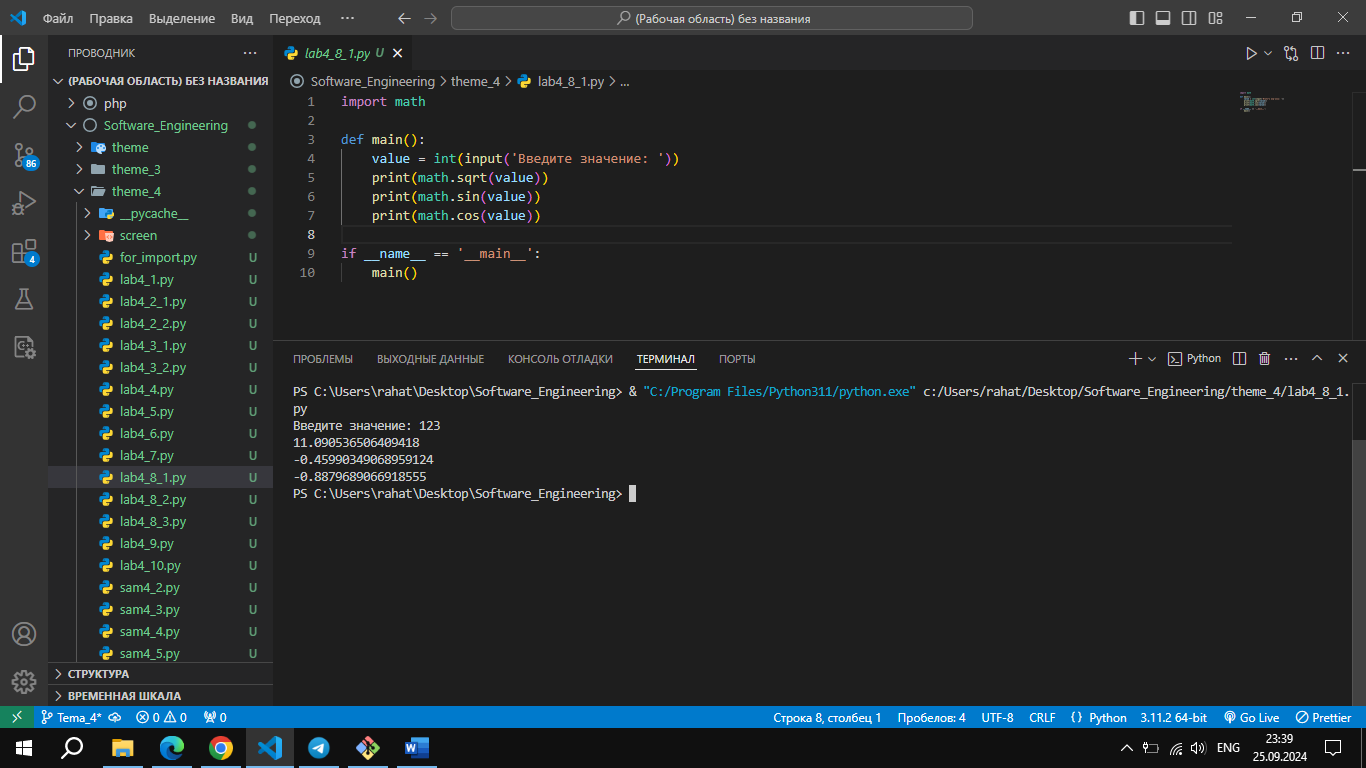 Файл Правка Выделение Вид Переход ··· (Рабочая область) без названия
ПРОВОДНИК ···
(РАБОЧАЯ ОБЛАСТЬ) БЕЗ НАЗВАНИЯ
php
Software_Engineering
theme
theme_3
theme_4
__pycache__
screen
for_import.py U
lab4_1.py U
lab4_2_1.py U
lab4_2_2.py U
lab4_3_1.py U
lab4_3_2.py U
lab4_4.py U
lab4_5.py U
lab4_6.py U
lab4_7.py U
lab4_8_1.py U
lab4_8_2.py U
lab4_8_3.py U
lab4_9.py U
lab4_10.py U
sam4_2.py U
sam4_3.py U
sam4_4.py U
sam4_5.py U
СТРУКТУРА
ВРЕМЕННАЯ ШКАЛА
86
4
lab4_8_1.py U
Software_Engineering > theme_4 > lab4_8_1.py > ...
1 import math
2
3 def main():
4 value = int(input('Введите значение: '))
5 print(math.sqrt(value))
6 print(math.sin(value))
7 print(math.cos(value))
8
9 if __name__ == '__main__':
10 main()
ПРОБЛЕМЫ ВЫХОДНЫЕ ДАННЫЕ КОНСОЛЬ ОТЛАДКИ ТЕРМИНАЛ ПОРТЫ Python
PS C:\Users\rahat\Desktop\Software_Engineering> & "C:/Program Files/Python311/python.exe" c:/Users/rahat/Desktop/Software_Engineering/theme_4/lab4_8_1.
py
Введите значение: 123
11.090536506409418
-0.45990349068959124
-0.8879689066918555
PS C:\Users\rahat\Desktop\Software_Engineering>
Tema_4* 0 0 0 Строка 8, столбец 1 Пробелов: 4 UTF-8 CRLF Python 3.11.2 64-bit Go Live Prettier
ENG
23:39
25.09.2024